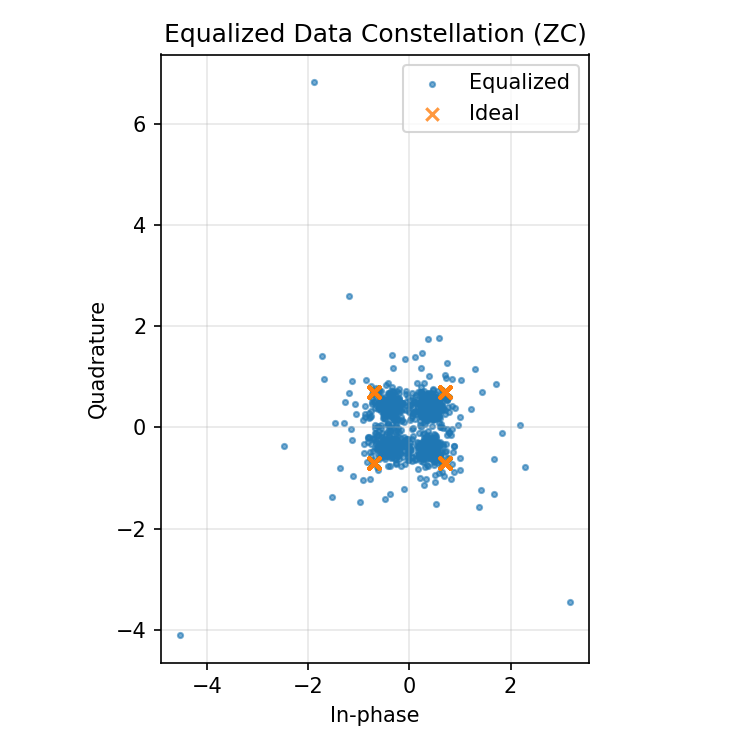 Equalized Data Constellation (ZC)
Equalized
Ideal
6
4
2
0
−2
−4
Quadrature
−4
−2
0
2
In-phase